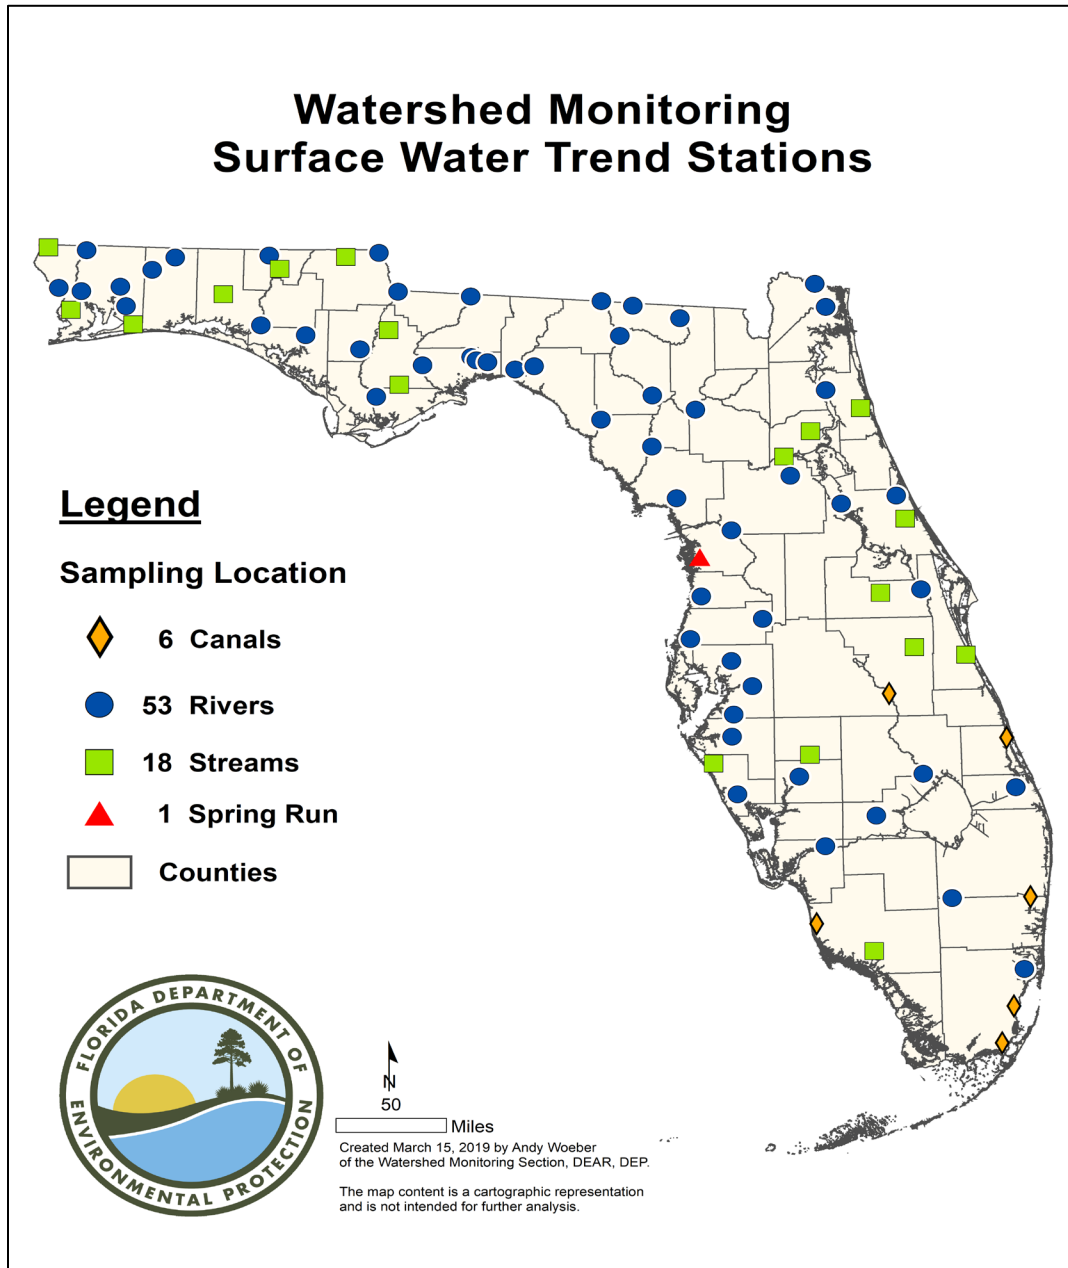 Watershed Monitoring
Surface Water Trend Stations
Legend
Sampling Location
6 Canals
53 Rivers
18 Streams
1 Spring Run
Counties
FLORIDA DEPARTMENT OF
ENVIRONMENTAL PROTECTION
N
50
Miles
Created March 15, 2019 by Andy Woeber
of the Watershed Monitoring Section, DEAR, DEP.
The map content is a cartographic representation
and is not intended for further analysis.